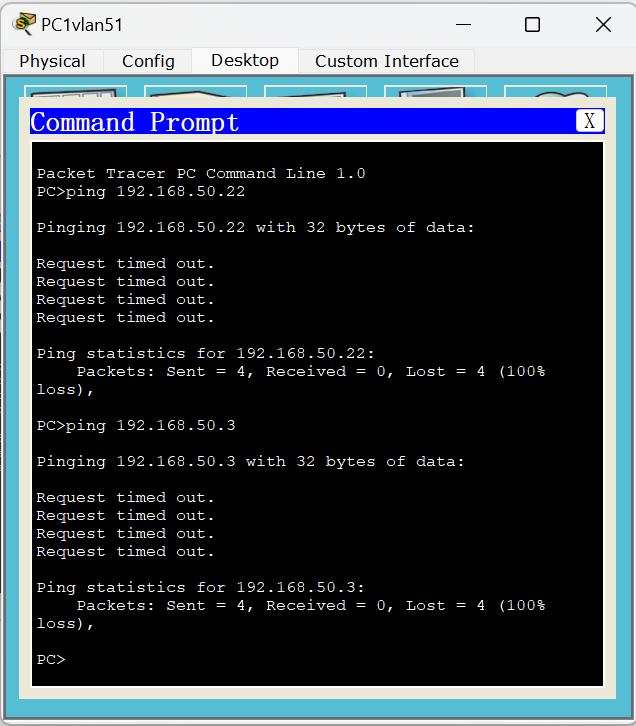 PC1vlan51
Physical Config Desktop Custom Interface
Command Prompt X
Packet Tracer PC Command Line 1.0
PC>ping 192.168.50.22
Pinging 192.168.50.22 with 32 bytes of data:
Request timed out.
Request timed out.
Request timed out.
Request timed out.
Ping statistics for 192.168.50.22:
Packets: Sent = 4, Received = 0, Lost = 4 (100%
loss),
PC>ping 192.168.50.3
Pinging 192.168.50.3 with 32 bytes of data:
Request timed out.
Request timed out.
Request timed out.
Request timed out.
Ping statistics for 192.168.50.3:
Packets: Sent = 4, Received = 0, Lost = 4 (100%
loss),
PC>